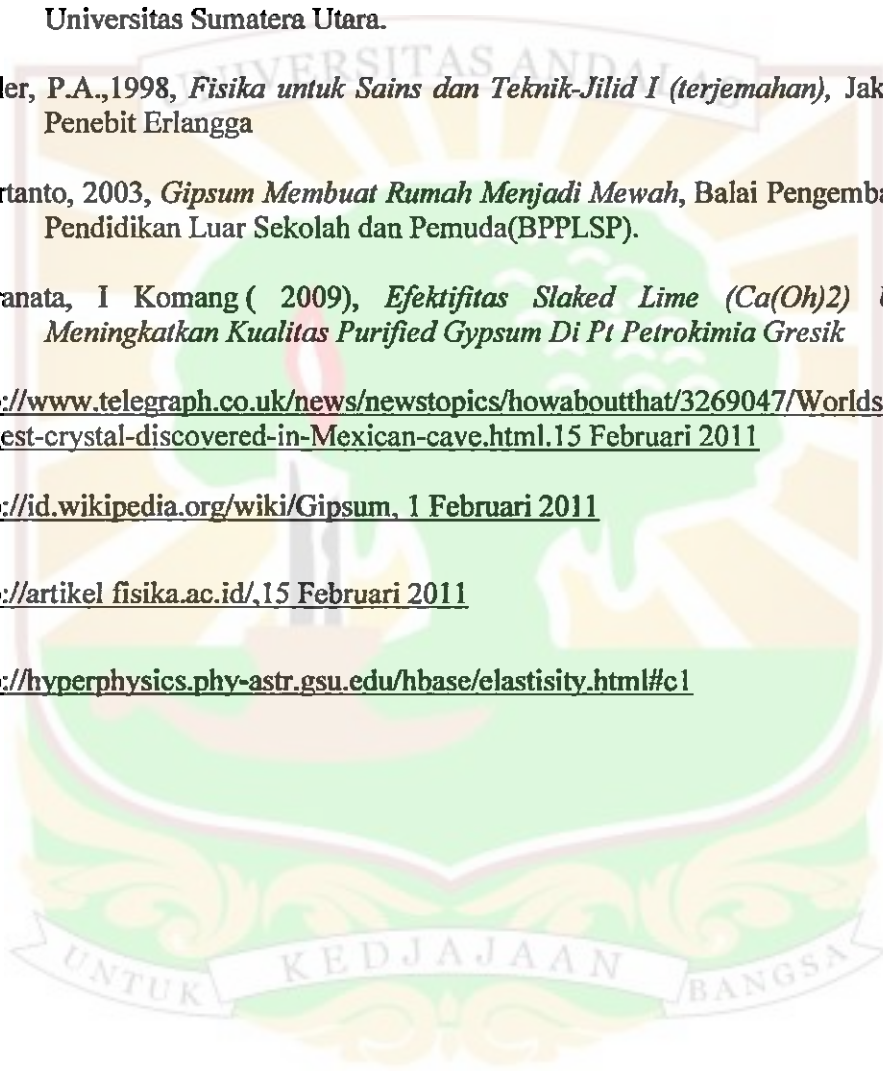 Universitas Sumatera Utara.
UNIVERSITAS ANDALAS
ler, P.A.,1998, Fisika untuk Sains dan Teknik-Jilid I (terjemahan), Jak
Penebit Erlangga
rtanto, 2003, Gipsum Membuat Rumah Menjadi Mewah, Balai Pengemba
Pendidikan Luar Sekolah dan Pemuda(BPPLSP).
ranata, I Komang ( 2009), Efektifitas Slaked Lime (Ca(Oh)2)
Meningkatkan Kualitas Purified Gypsum Di Pt Petrokimia Gresik
://www.telegraph.co.uk/news/newstopics/howaboutthat/3269047/Worlds
gest-crystal-discovered-in-Mexican-cave.html.15 Februari 2011
://id.wikipedia.org/wiki/Gipsum, 1 Februari 2011
://artikel fisika.ac.id/,15 Februari 2011
://hyperphysics.phy-astr.gsu.edu/hbase/elastisity.html#c1
UNTUK KEDJAJAAN BANGSA